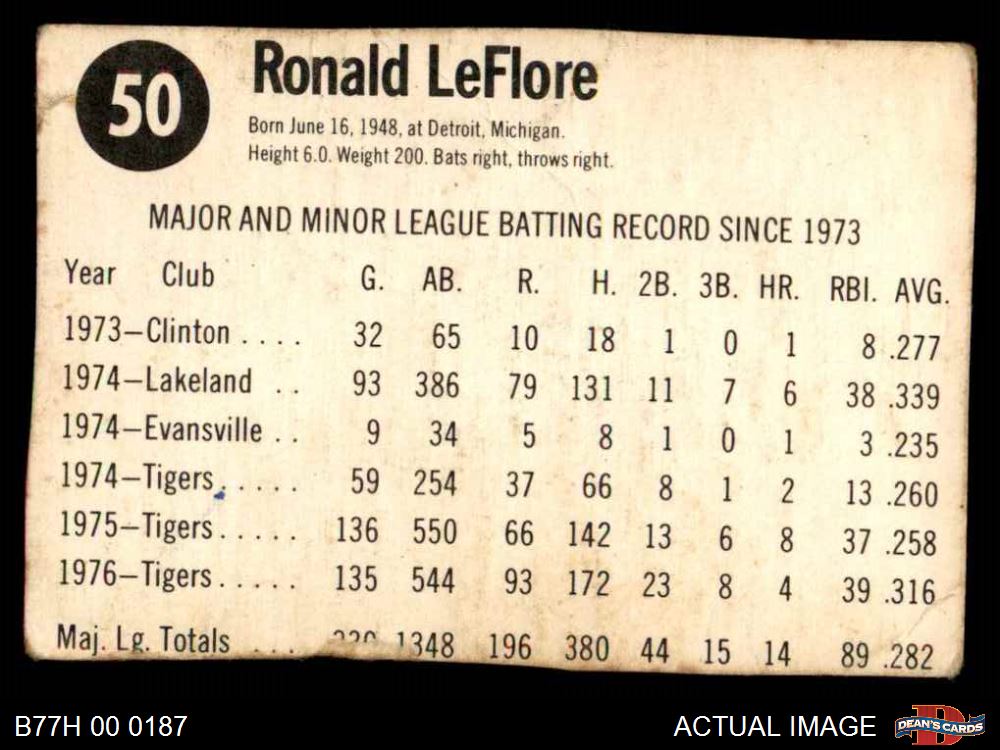 50
Ronald LeFlore
Born June 16, 1948, at Detroit, Michigan.
Height 6.0. Weight 200. Bats right, throws right.
MAJOR AND MINOR LEAGUE BATTING RECORD SINCE 1973
Year Club G. AB. R. H. 2B. 3B. HR. RBI. AVG.
1973—Clinton .... 32 65 10 18 1 0 1 8 .277
1974—Lakeland .. 93 386 79 131 11 7 6 38 .339
1974—Evansville .. 9 34 5 8 1 0 1 3 .235
1974—Tigers..... 59 254 37 66 8 1 2 13 .260
1975—Tigers..... 136 550 66 142 13 6 8 37 .258
1976—Tigers..... 135 544 93 172 23 8 4 39 .316
Maj. Lg. Totals ... 1348 196 380 44 15 14 89 .282
B77H 00 0187
ACTUAL IMAGE
DEAN'S CARDS